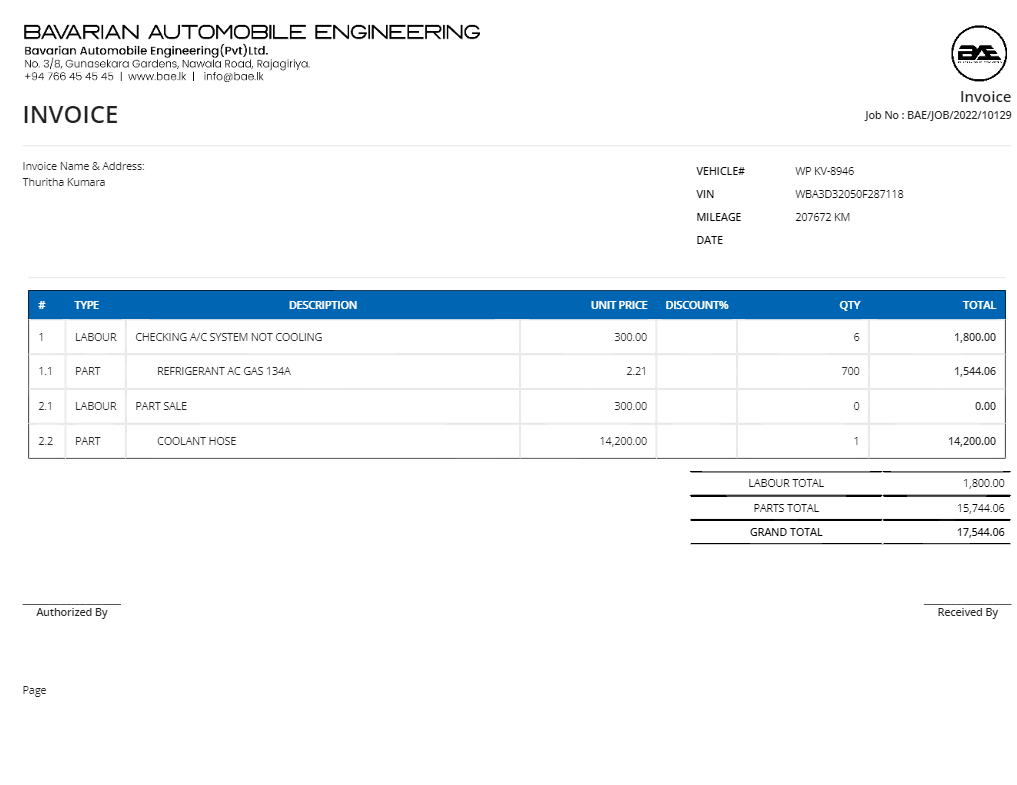 BAVARIAN AUTOMOBILE ENGINEERING
Bavarian Automobile Engineering(Pvt)Ltd.
No. 3/8, Gunasekara Gardens, Nawala Road, Rajagiriya.
+94 766 45 45 45 | www.bae.lk | info@bae.lk
BAE
Invoice
INVOICE
Job No : BAE/JOB/2022/10129
Invoice Name & Address:
Thuritha Kumara
VEHICLE# WP KV-8946
VIN WBA3D32050F287118
MILEAGE 207672 KM
DATE
# TYPE DESCRIPTION UNIT PRICE DISCOUNT% QTY TOTAL
1 LABOUR CHECKING A/C SYSTEM NOT COOLING 300.00 6 1,800.00
1.1 PART REFRIGERANT AC GAS 134A 2.21 700 1,544.06
2.1 LABOUR PART SALE 300.00 0 0.00
2.2 PART COOLANT HOSE 14,200.00 1 14,200.00
LABOUR TOTAL 1,800.00
PARTS TOTAL 15,744.06
GRAND TOTAL 17,544.06
Authorized By Received By
Page